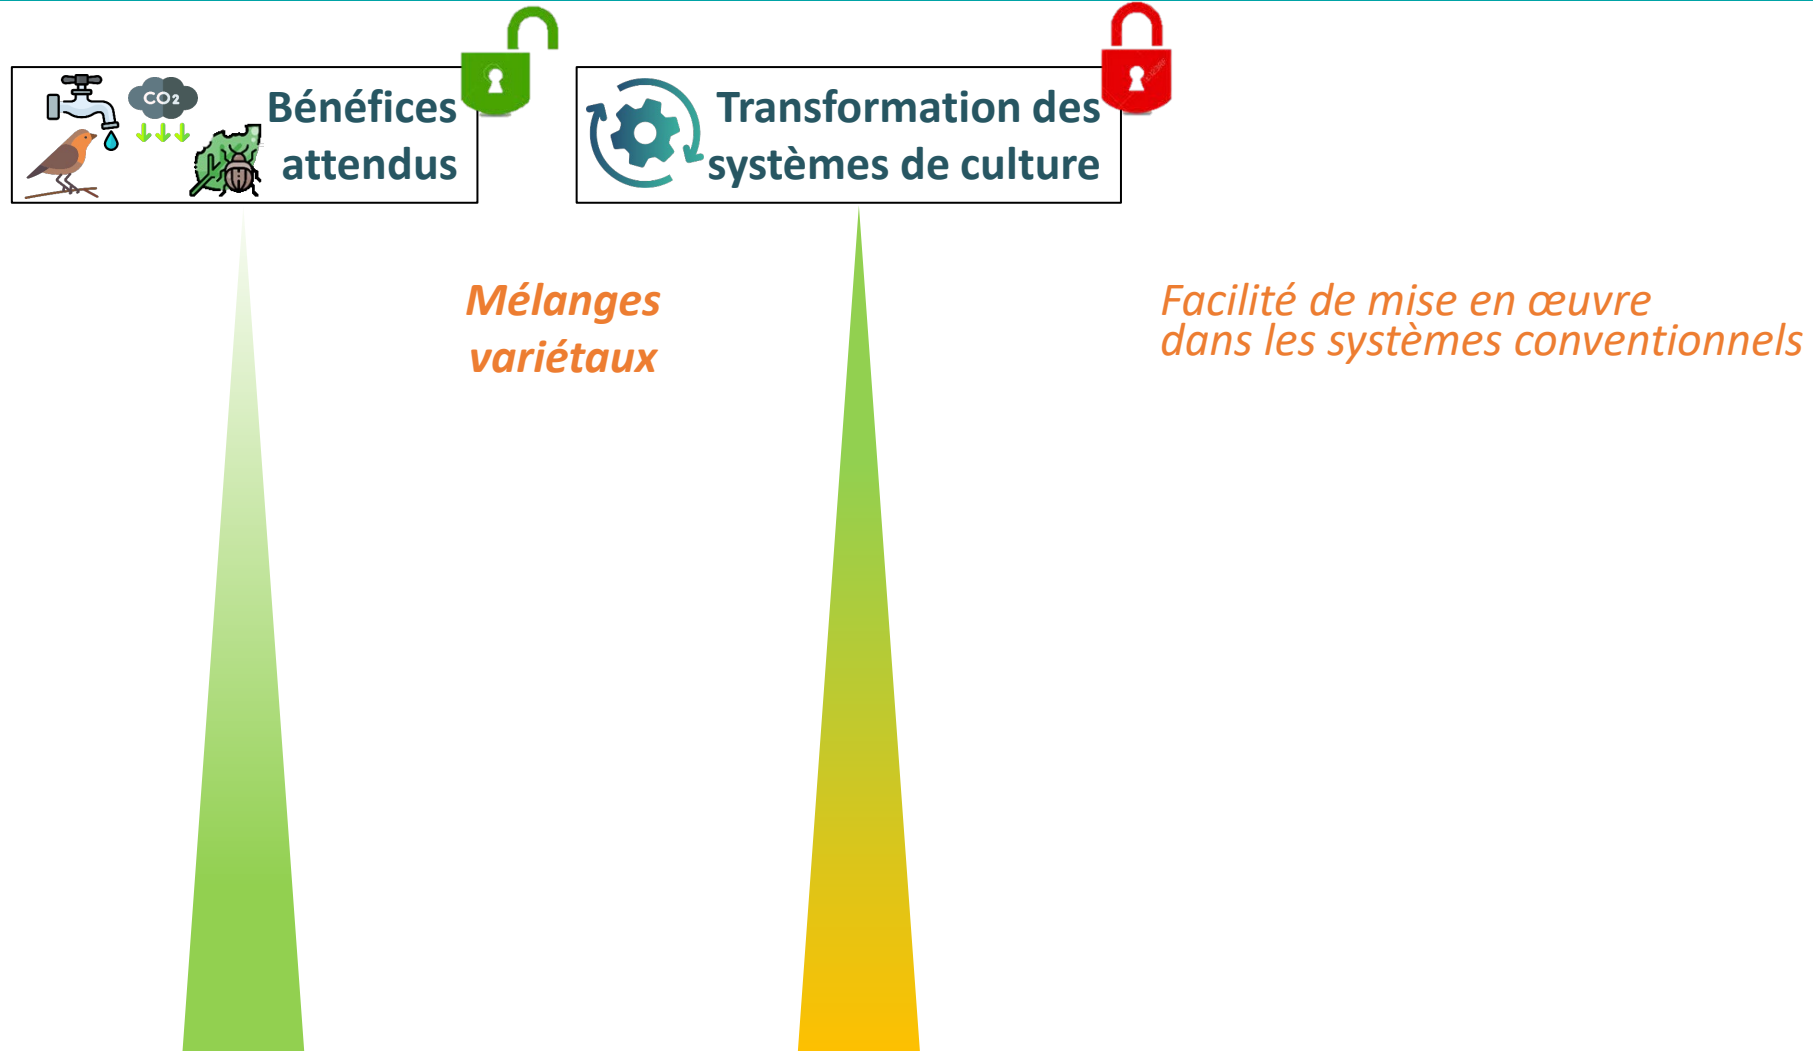 CO2
Bénéfices
attendus
Transformation des
systèmes de culture
Mélanges
variétaux
Facilité de mise en œuvre
dans les systèmes conventionnels